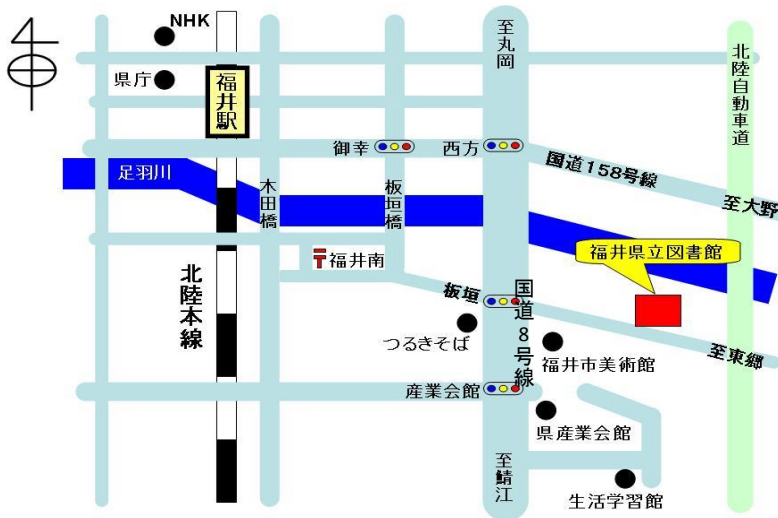 NHK
至丸岡
県庁
福井駅
北陸自動車道
御幸
西方
国道158号線
足羽川
木田橋
板垣橋
至大野
福井県立図書館
〒福井南
北陸本線
板垣
国道8号線
つるきそば
福井市美術館
至東郷
産業会館
県産業会館
至鯖江
生活学習館